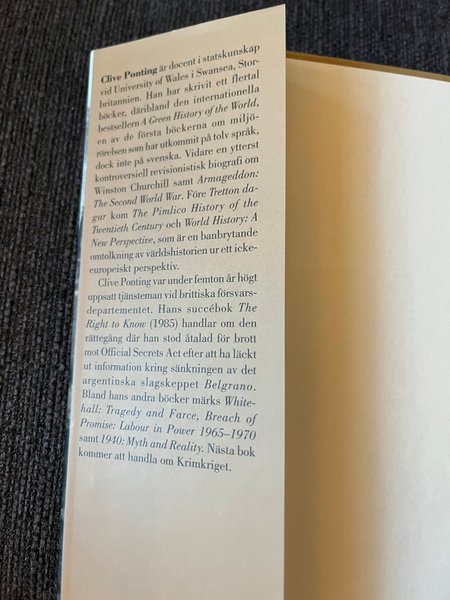 Clive Ponting är docent i statskunskap
vid University of Wales i Swansea, Stor-
britannien. Han har skrivit ett flertal
böcker, däribland den internationella
bestsellern A Green History of the World,
en av de första böckerna om miljö-
rörelsen som har utkommit på tolv språk,
dock inte på svenska. Vidare en ytterst
kontroversiell revisionistisk biografi om
Winston Churchill samt Armageddon:
The Second World War. Före Tretton da-
gar kom The Pimlico History of the
Twentieth Century och World History: A
New Perspective, som är en banbrytande
omtolkning av världshistorien ur ett icke-
europeiskt perspektiv.
Clive Ponting var under femton år högt
uppsatt tjänsteman vid brittiska försvars-
departementet. Hans succébok The
Right to Know (1985) handlar om den
rättegång där han stod åtalad för brott
mot Official Secrets Act efter att ha läckt
ut information kring sänkningen av det
argentinska slagskeppet Belgrano.
Bland hans andra böcker märks White-
hall: Tragedy and Farce, Breach of
Promise: Labour in Power 1965–1970
samt 1940: Myth and Reality. Nästa bok
kommer att handla om Krimkriget.